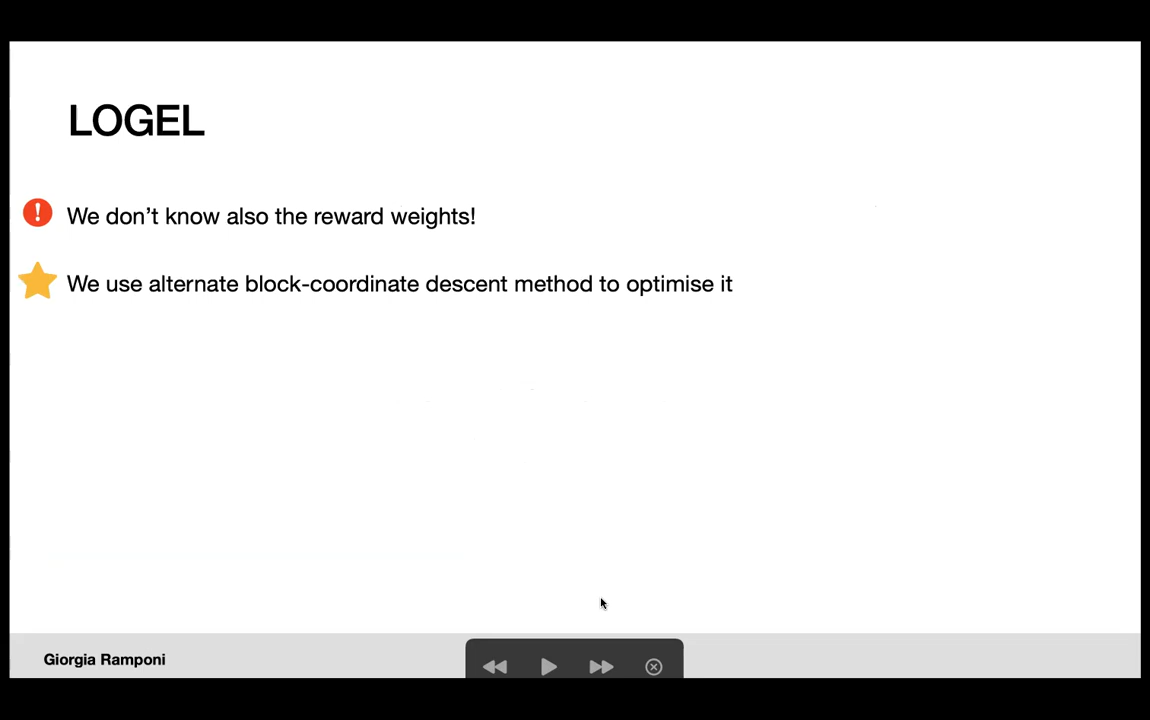 LOGEL
We don’t know also the reward weights!
We use alternate block-coordinate descent method to optimise it
Giorgia Ramponi